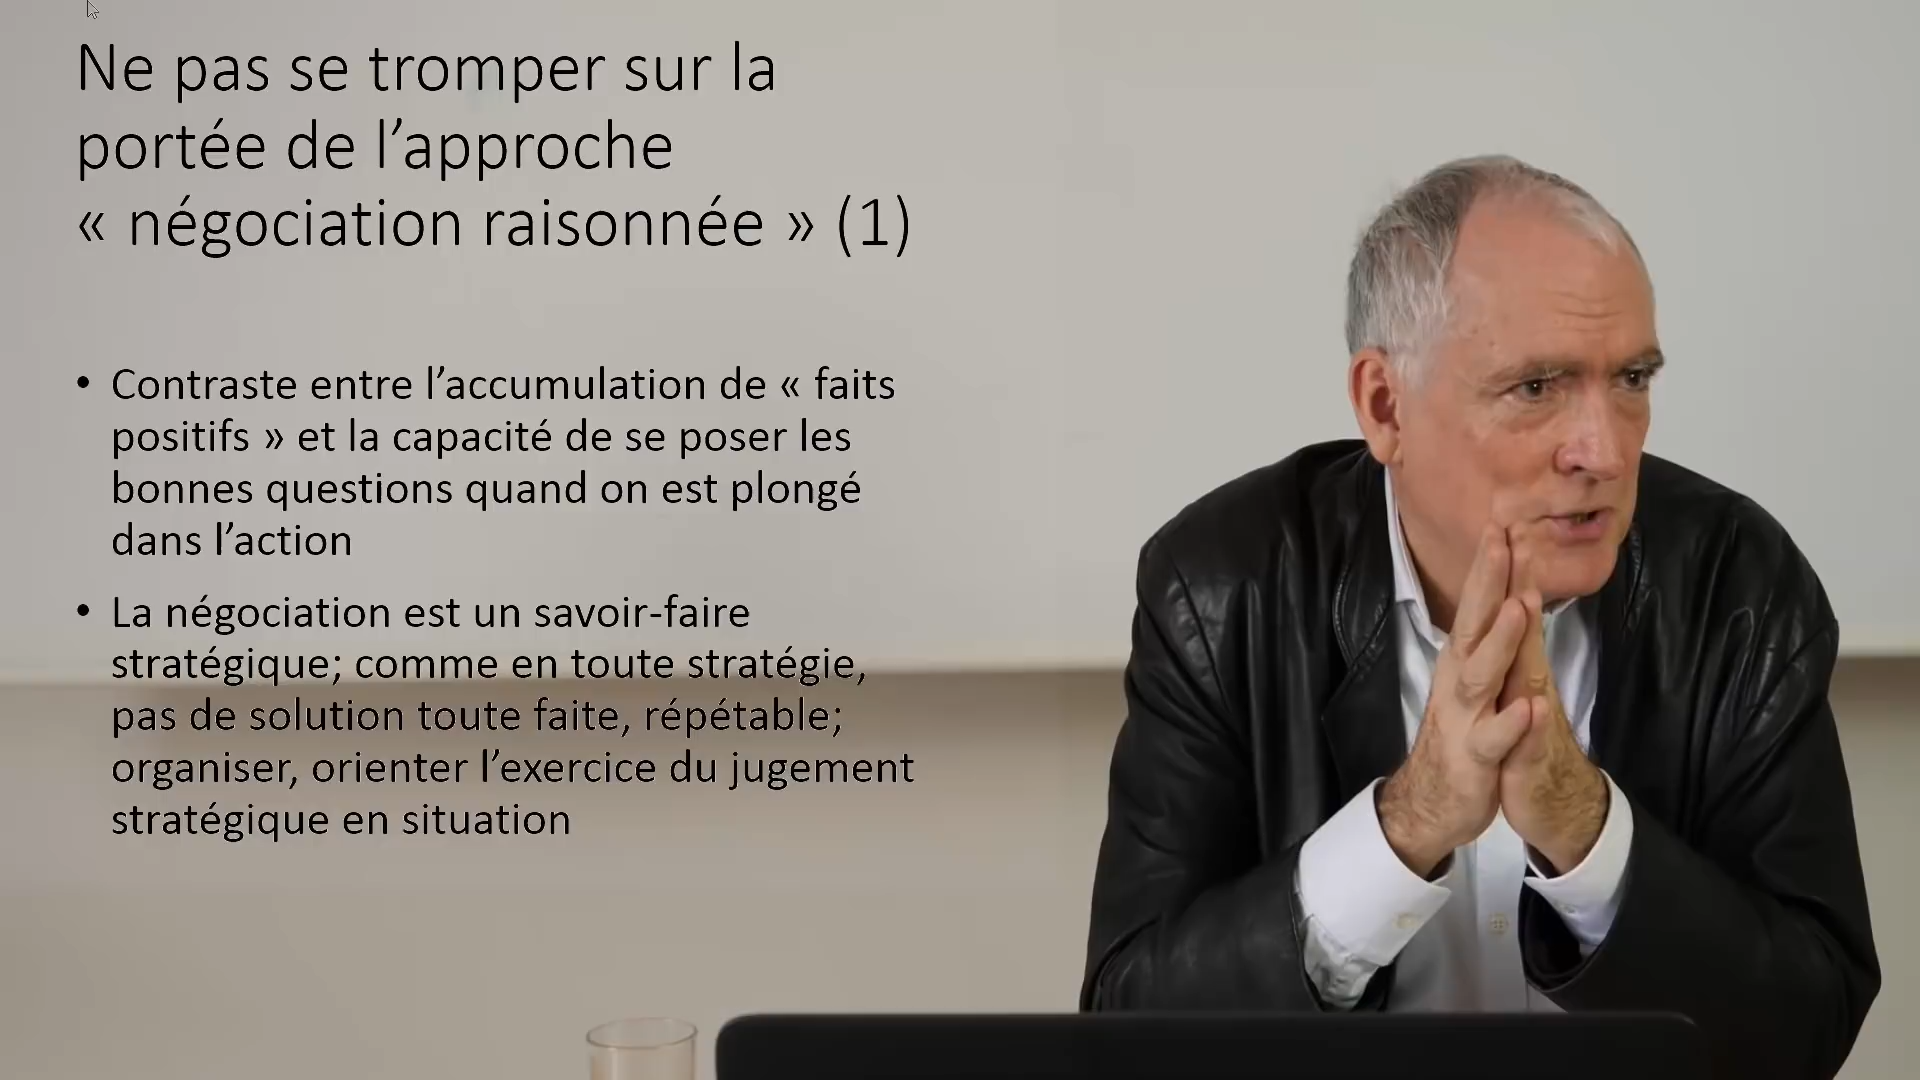 Ne pas se tromper sur la
portée de l’approche
« négociation raisonnée » (1)
• Contraste entre l’accumulation de « faits
positifs » et la capacité de se poser les
bonnes questions quand on est plongé
dans l’action
• La négociation est un savoir-faire
stratégique; comme en toute stratégie,
pas de solution toute faite, répétable;
organiser, orienter l’exercice du jugement
stratégique en situation